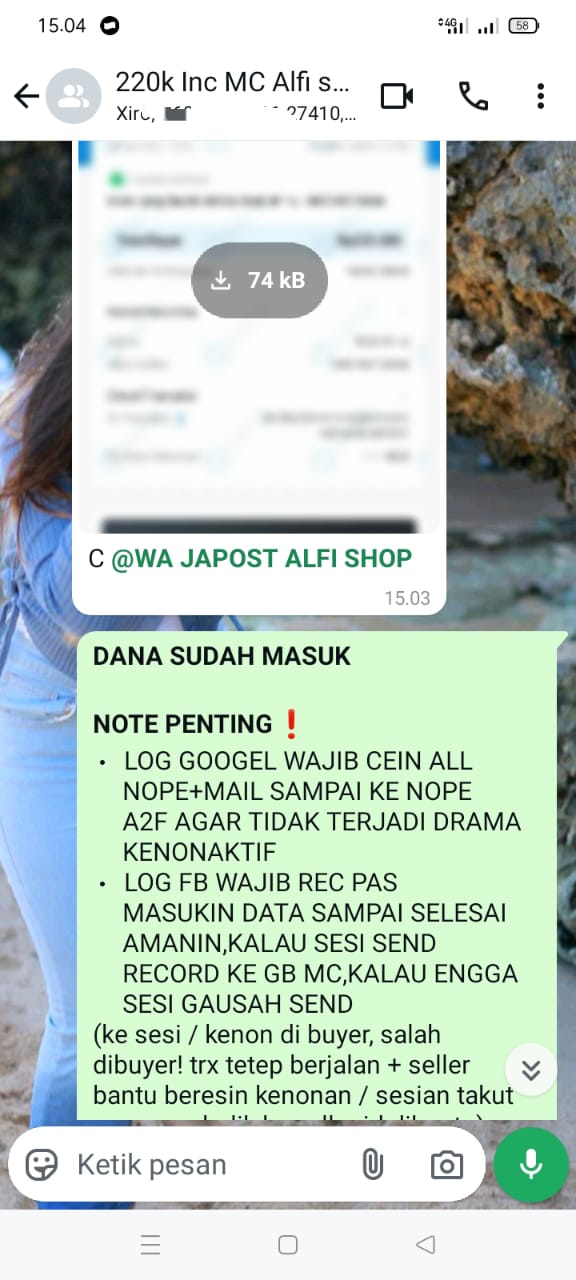 15.04
4G
58
220k Inc MC Alfi s...
27410,...
74 kB
C @WA JAPOST ALFI SHOP
15.03
DANA SUDAH MASUK
NOTE PENTING❗
• LOG GOOGEL WAJIB CEIN ALL
NOPE+MAIL SAMPAI KE NOPE
A2F AGAR TIDAK TERJADI DRAMA
KENONAKTIF
• LOG FB WAJIB REC PAS
MASUKIN DATA SAMPAI SELESAI
AMANIN,KALAU SESI SEND
RECORD KE GB MC,KALAU ENGGA
SESI GAUSAH SEND
(ke sesi / kenon di buyer, salah
dibuyer! trx tetep berjalan + seller
bantu beresin kenonan / sesian takut
Ketik pesan